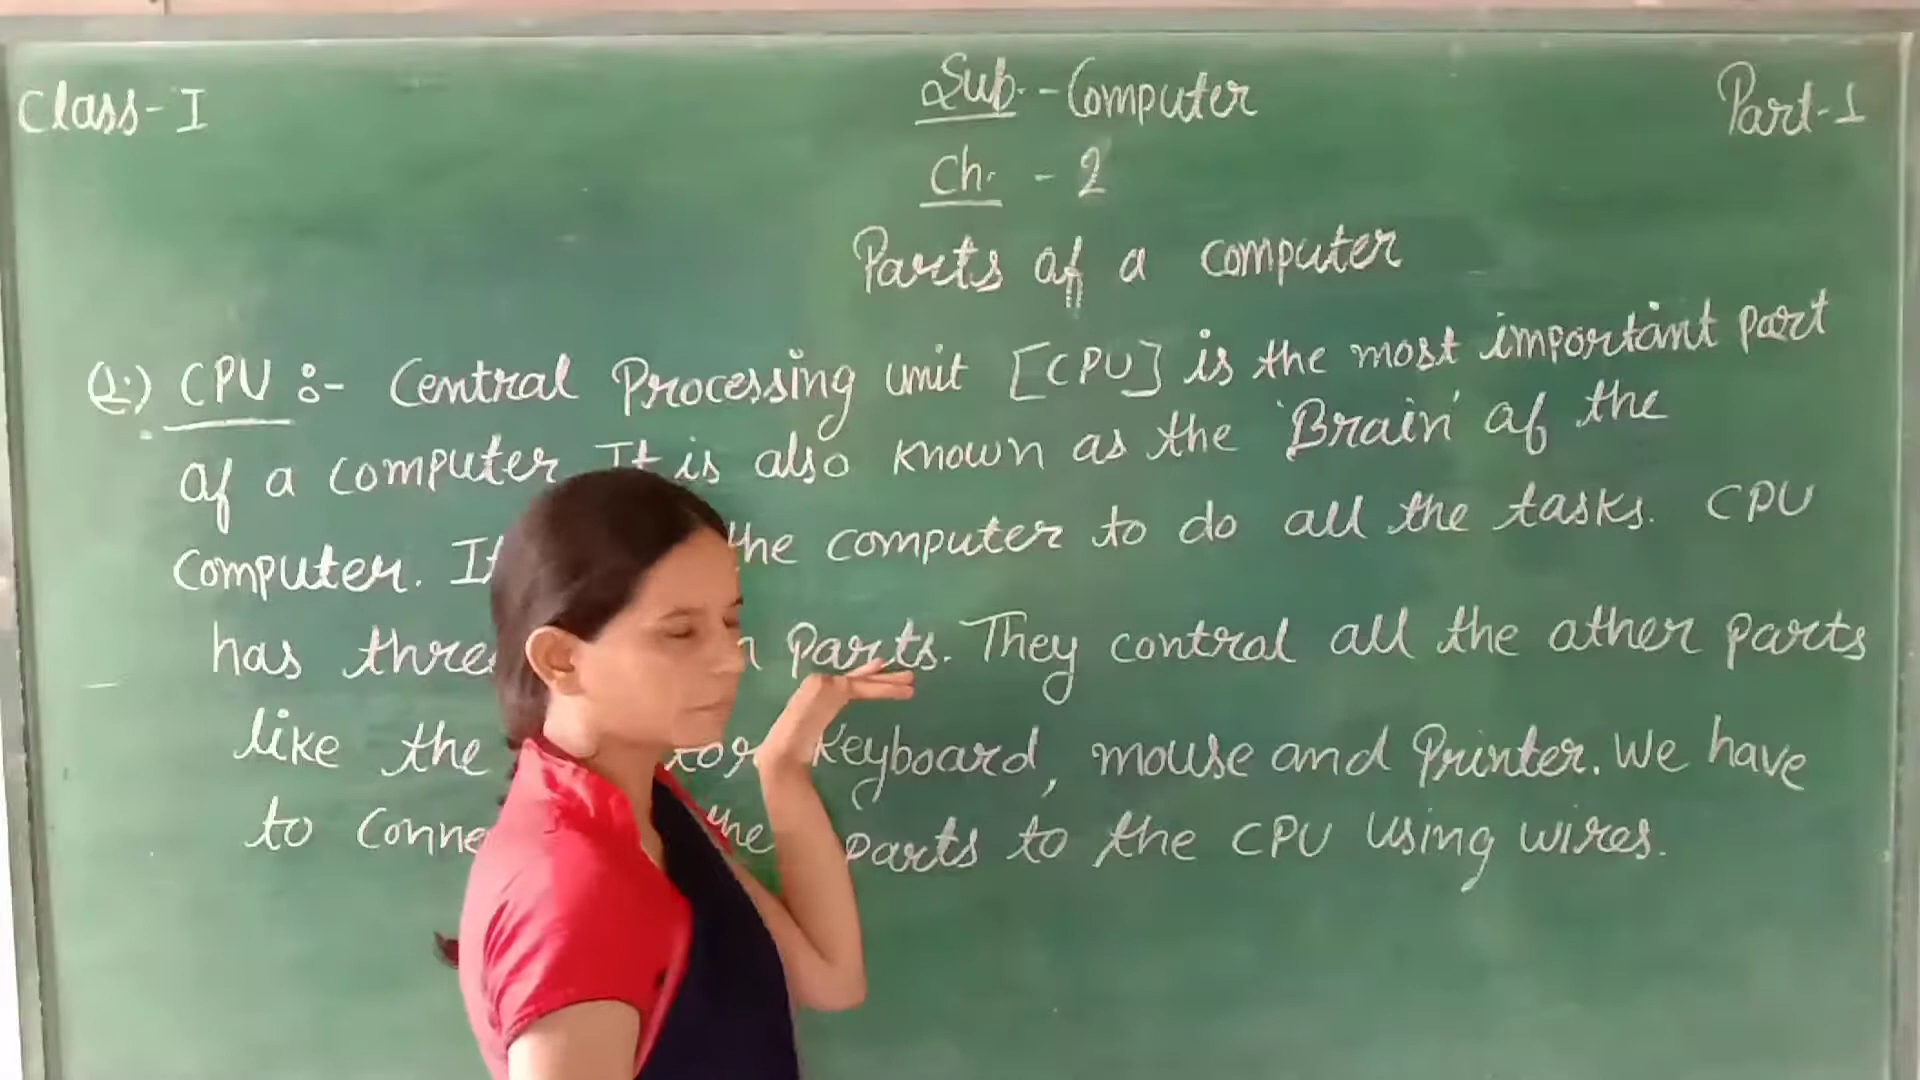 Class-I
Sub.-Computer
Part-1
Ch. - 2
Parts of a computer
Q.) CPU :- Central Processing unit [CPU] is the most important part
of a computer It is also known as the 'Brain' of the
computer. It the computer to do all the tasks. CPU
has three parts. They control all the other parts
like the Keyboard, mouse and Printer. We have
to the parts to the CPU using wires.